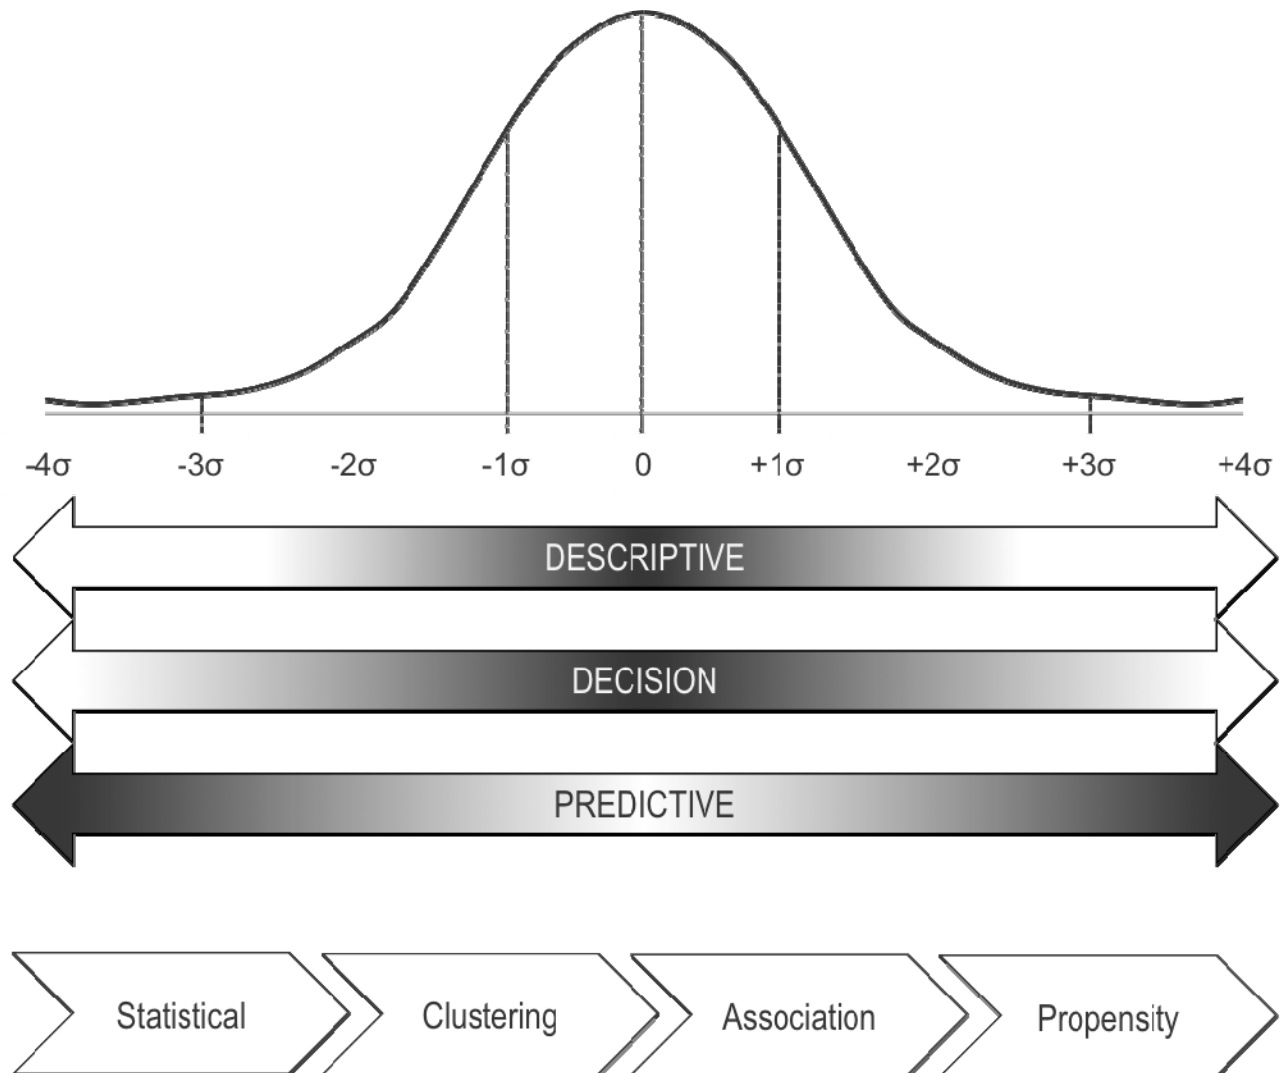 -4σ -3σ -2σ -1σ 0 +1σ +2σ +3σ +4σ
DESCRIPTIVE
DECISION
PREDICTIVE
Statistical Clustering Association Propensity